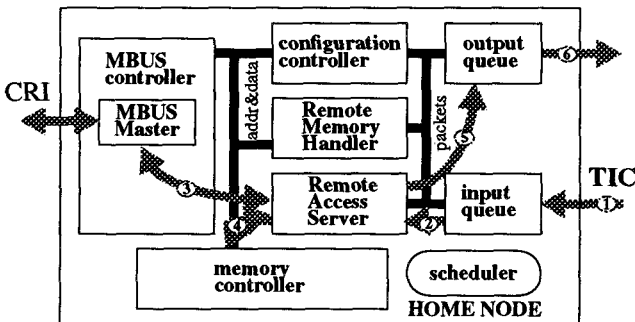 MBUS
controller
configuration
controller
output
queue
6
CRI
MBUS
Master
addr&data
Remote
Memory
Handler
packets
5
3
Remote
Access
Server
input
queue
TIC
1
4
2
memory
controller
scheduler
HOME NODE